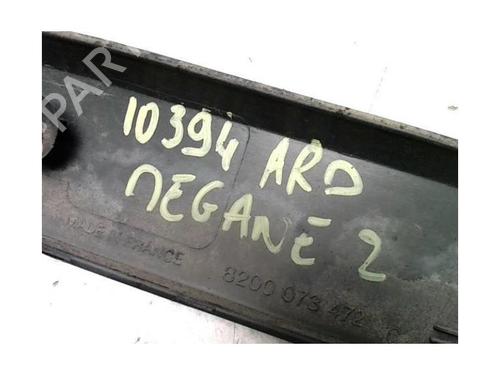 PAR
10394 ARD
MEGANE 2
MADE IN FRANCE
8200 073 472